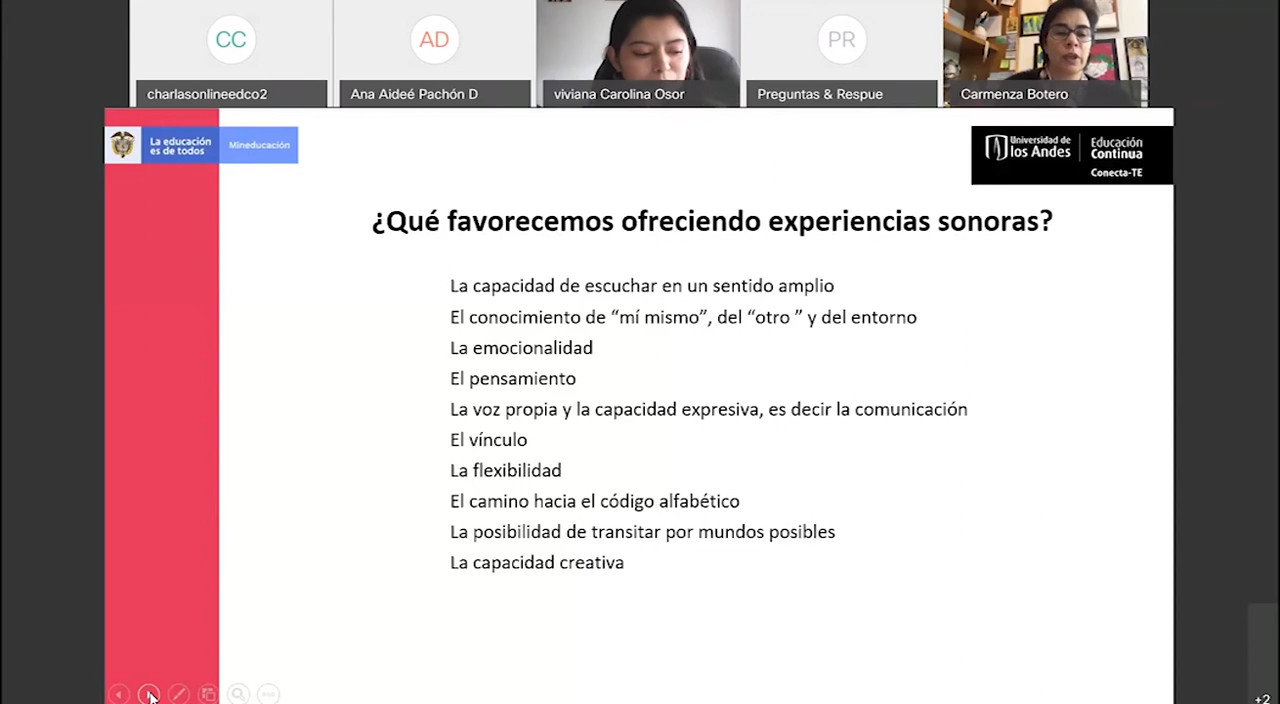 CC
AD
PR
charlasonlineedco2
Ana Aideé Pachón D
viviana Carolina Osor
Preguntas & Respue
Carmenza Botero
La educación
es de todos
Mineducación
Universidad de
los Andes
Educación
Continua
Conecta-TE
¿Qué favorecemos ofreciendo experiencias sonoras?
La capacidad de escuchar en un sentido amplio
El conocimiento de “mí mismo”, del “otro ” y del entorno
La emocionalidad
El pensamiento
La voz propia y la capacidad expresiva, es decir la comunicación
El vínculo
La flexibilidad
El camino hacia el código alfabético
La posibilidad de transitar por mundos posibles
La capacidad creativa
+2